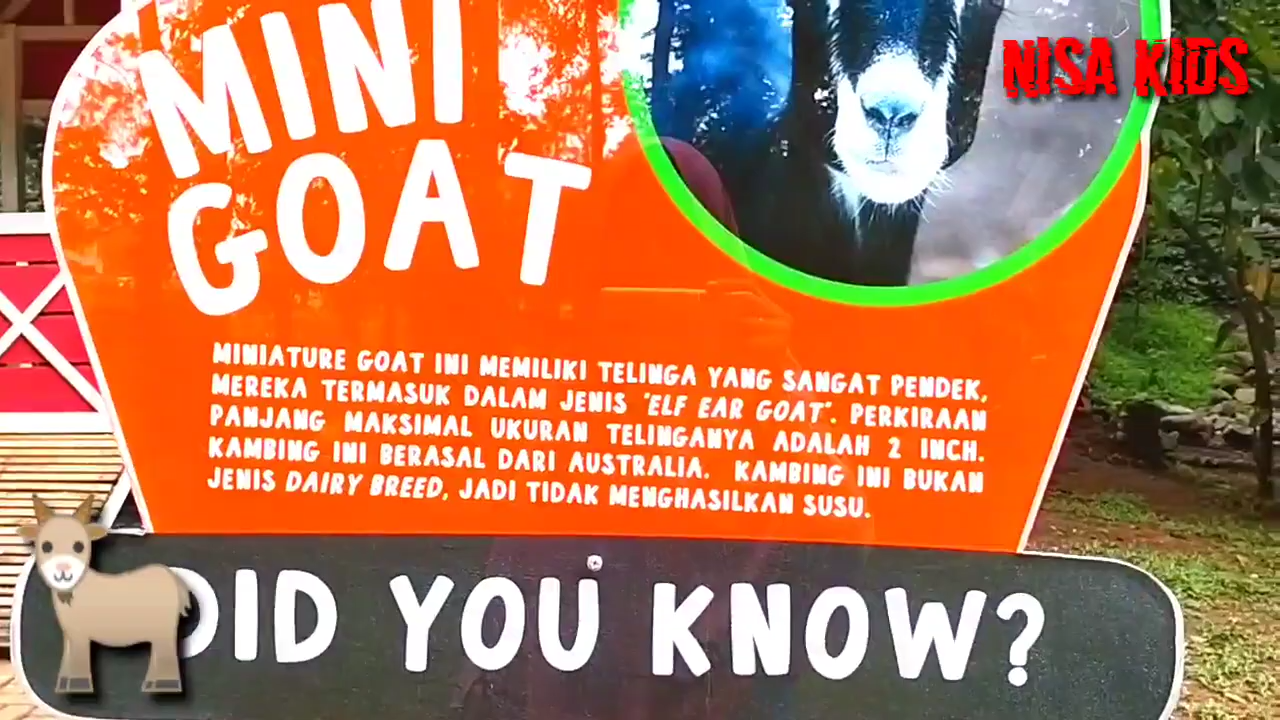 NISA KIDS
MINI
GOAT
MINIATURE GOAT INI MEMILIKI TELINGA YANG SANGAT PENDEK,
MEREKA TERMASUK DALAM JENIS "ELF EAR GOAT". PERKIRAAN
PANJANG MAKSIMAL UKURAN TELINGANYA ADALAH 2 INCH.
KAMBING INI BERASAL DARI AUSTRALIA. KAMBING INI BUKAN
JENIS DAIRY BREED, JADI TIDAK MENGHASILKAN SUSU.
DID YOU KNOW?